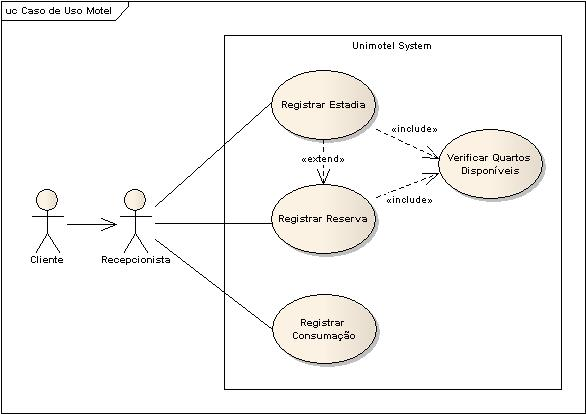 uc Caso de Uso Motel
Unimotel System
Registrar Estadia
«include»
«extend»
Verificar Quartos
Disponíveis
Registrar Reserva
«include»
Cliente
Recepcionista
Registrar
Consumação